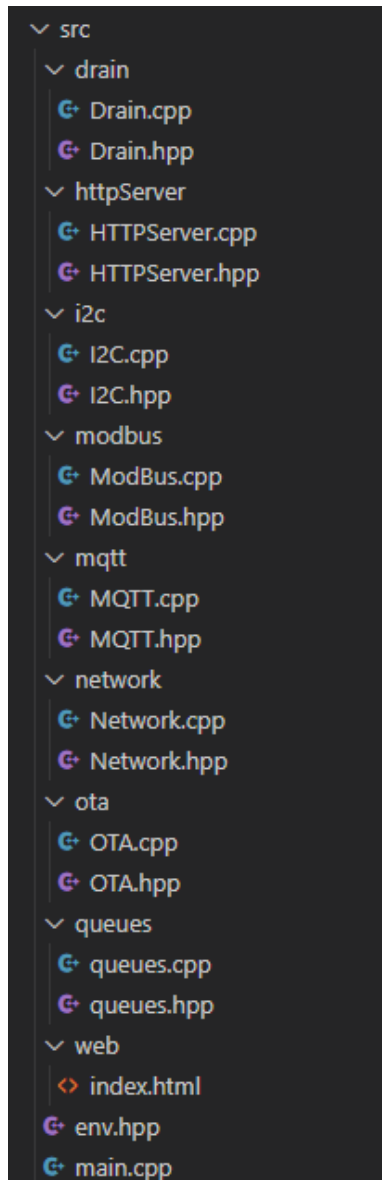 src
drain
Drain.cpp
Drain.hpp
httpServer
HTTPServer.cpp
HTTPServer.hpp
i2c
I2C.cpp
I2C.hpp
modbus
ModBus.cpp
ModBus.hpp
mqtt
MQTT.cpp
MQTT.hpp
network
Network.cpp
Network.hpp
ota
OTA.cpp
OTA.hpp
queues
queues.cpp
queues.hpp
web
index.html
env.hpp
main.cpp